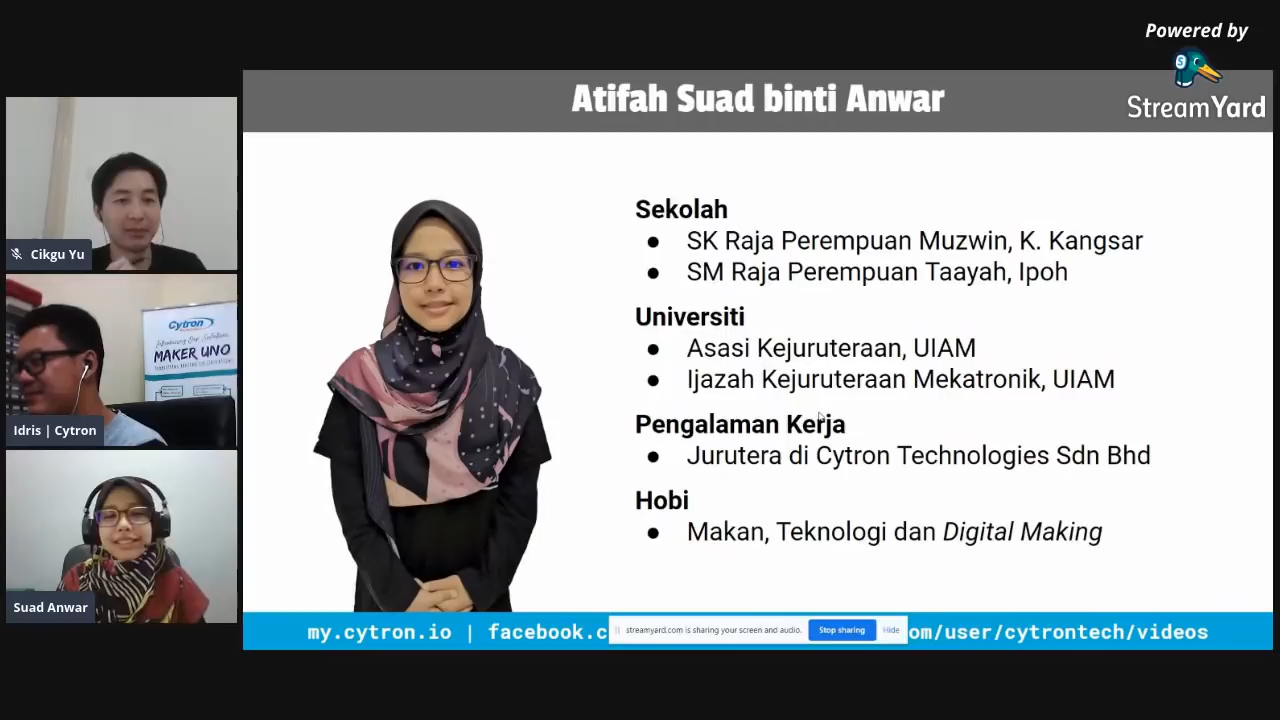 Powered by
StreamYard
Atifah Suad binti Anwar
Sekolah
● SK Raja Perempuan Muzwin, K. Kangsar
● SM Raja Perempuan Taayah, Ipoh
Universiti
● Asasi Kejuruteraan, UIAM
● Ijazah Kejuruteraan Mekatronik, UIAM
Pengalaman Kerja
● Jurutera di Cytron Technologies Sdn Bhd
Hobi
● Makan, Teknologi dan Digital Making
my.cytron.io | facebook.c
streamyard.com is sharing your screen and audio.
Stop sharing
Hide
om/user/cytrontech/videos
Cikgu Yu
Cytron
MAKER UNO
Idris | Cytron
Suad Anwar